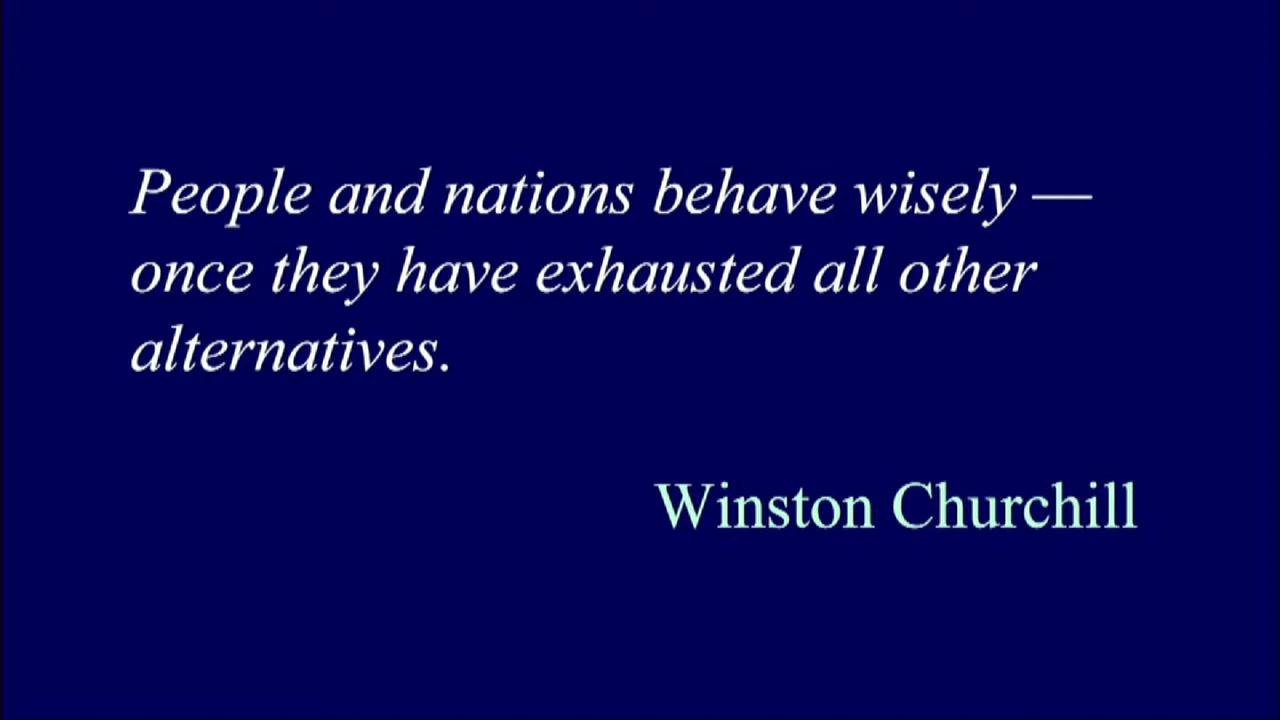 People and nations behave wisely —
once they have exhausted all other
alternatives.
Winston Churchill